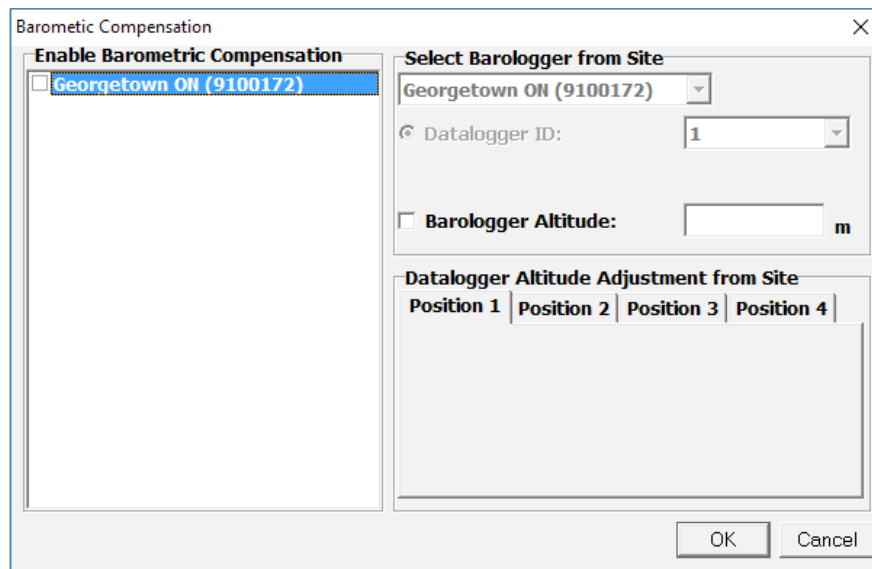 Barometic Compensation
Enable Barometric Compensation
Georgetown ON (9100172)
Select Barologger from Site
Georgetown ON (9100172)
Datalogger ID:
1
Barologger Altitude:
m
Datalogger Altitude Adjustment from Site
Position 1 Position 2 Position 3 Position 4
OK Cancel